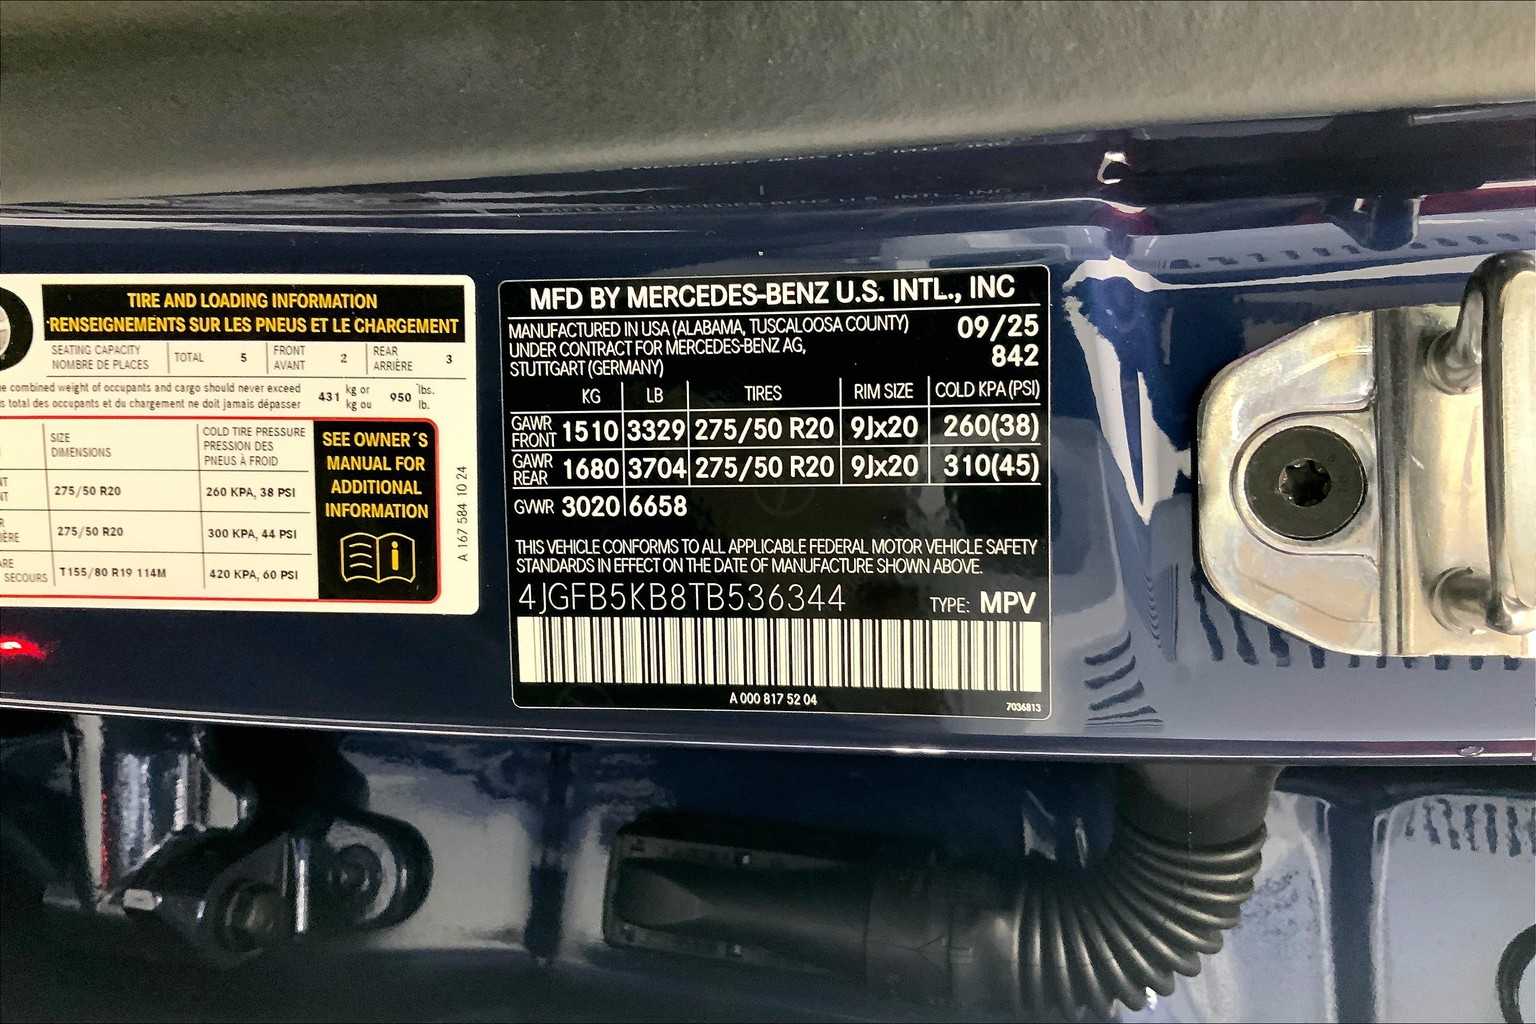 TIRE AND LOADING INFORMATION
RENSEIGNEMENTS SUR LES PNEUS ET LE CHARGEMENT
SEATING CAPACITY
NOMBRE DE PLACES
TOTAL 5
FRONT
AVANT
2
REAR
ARRIÈRE
3
combined weight of occupants and cargo should never exceed
total des occupants et du chargement ne doit jamais dépasser
431 kg or
kg ou
950 lbs.
lb.
SIZE
DIMENSIONS
COLD TIRE PRESSURE
PRESSION DES
PNEUS À FROID
275/50 R20 260 KPA, 38 PSI
275/50 R20 300 KPA, 44 PSI
SECOURS T155/80 R19 114M 420 KPA, 60 PSI
SEE OWNER´S
MANUAL FOR
ADDITIONAL
INFORMATION
A 167 584 10 24
MFD BY MERCEDES-BENZ U.S. INTL., INC
MANUFACTURED IN USA (ALABAMA, TUSCALOOSA COUNTY)
UNDER CONTRACT FOR MERCEDES-BENZ AG,
STUTTGART (GERMANY)
09/25
842
KG LB TIRES RIM SIZE COLD KPA (PSI)
GAWR
FRONT
1510 3329 275/50 R20 9Jx20 260(38)
GAWR
REAR
1680 3704 275/50 R20 9Jx20 310(45)
GVWR 3020 6658
THIS VEHICLE CONFORMS TO ALL APPLICABLE FEDERAL MOTOR VEHICLE SAFETY
STANDARDS IN EFFECT ON THE DATE OF MANUFACTURE SHOWN ABOVE.
4JGFB5KB8TB536344 TYPE: MPV
A 000 817 52 04
7036813